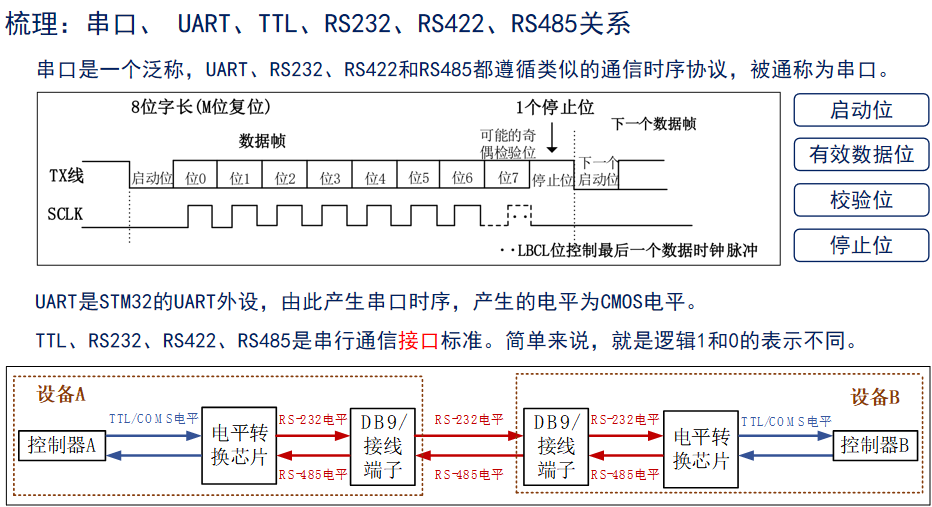 梳理：串口、 UART、TTL、RS232、RS422、RS485关系
串口是一个泛称，UART、RS232、RS422和RS485都遵循类似的通信时序协议，被通称为串口。
8位字长(M位复位)
1个停止位
数据帧
可能的奇
偶检验位
下一个数据帧
TX线
启动位
位0
位1
位2
位3
位4
位5
位6
位7
停止位
下一个
启动位
SCLK
··
··LBCL位控制最后一个数据时钟脉冲
启动位
有效数据位
校验位
停止位
UART是STM32的UART外设，由此产生串口时序，产生的电平为CMOS电平。
TTL、RS232、RS422、RS485是串行通信接口标准。简单来说，就是逻辑1和0的表示不同。
设备A
设备B
控制器A
TTL/COMS电平
电平转
换芯片
RS-232电平
RS-485电平
DB9/
接线
端子
RS-232电平
RS-485电平
DB9/
接线
端子
RS-232电平
RS-485电平
电平转
换芯片
TTL/COMS电平
控制器B